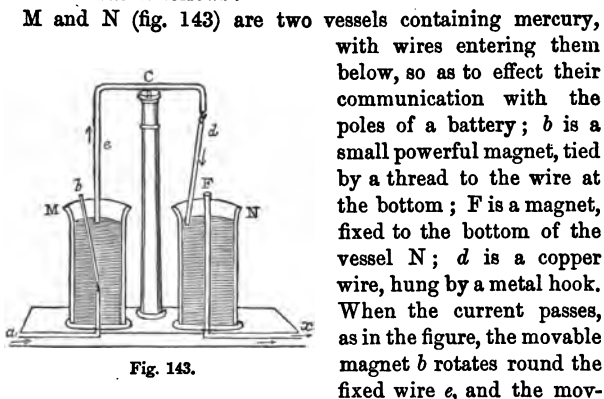 M and N (fig. 143) are two vessels containing mercury,
with wires entering them
below, so as to effect their
communication with the
poles of a battery; b is a
small powerful magnet, tied
by a thread to the wire at
the bottom; F is a magnet,
fixed to the bottom of the
vessel N; d is a copper
wire, hung by a metal hook.
When the current passes,
as in the figure, the movable
magnet b rotates round the
fixed wire e, and the mov-
C
d
e
b
F
M
N
a
x
Fig. 143.